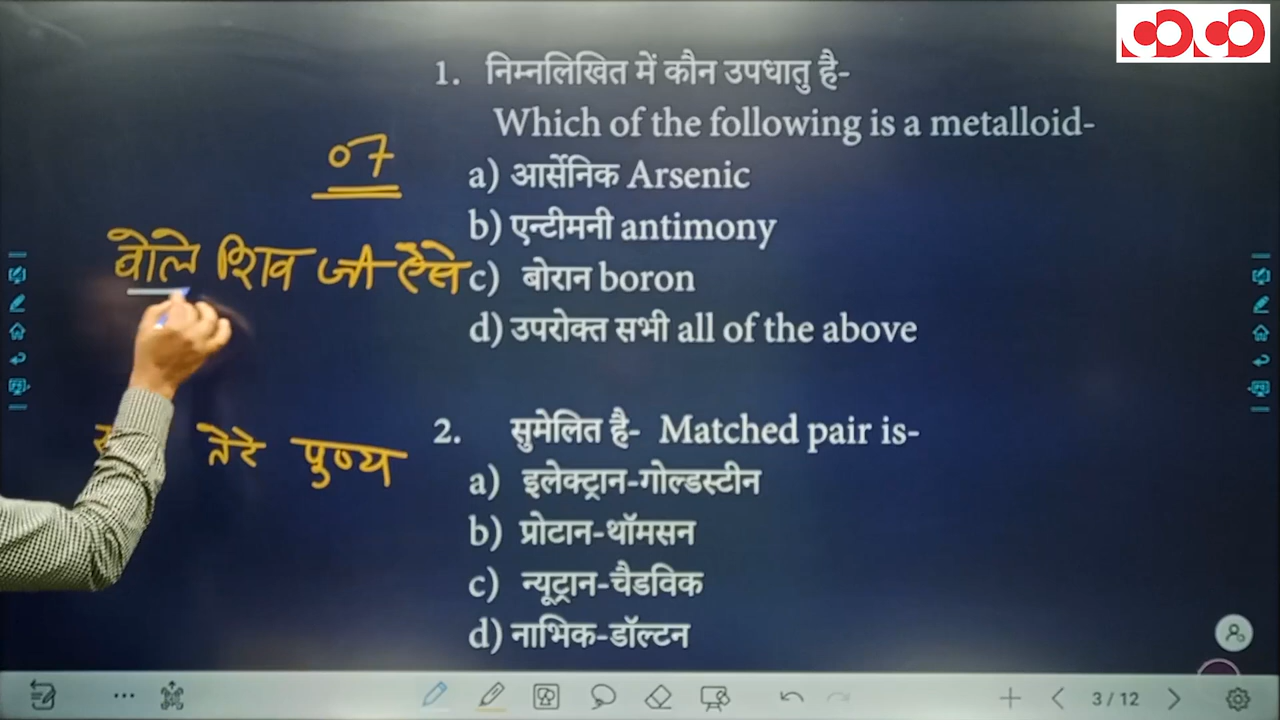 1. निम्नलिखित में कौन उपधातु है-
Which of the following is a metalloid-
a) आर्सेनिक Arsenic
b) एन्टीमनी antimony
c) बोरान boron
d) उपरोक्त सभी all of the above
07
बोले शिव जी ऐसे
तेरे पुण्य
2. सुमेलित है- Matched pair is-
a) इलेक्ट्रान-गोल्डस्टीन
b) प्रोटान-थॉमसन
c) न्यूट्रान-चैडविक
d) नाभिक-डॉल्टन
3 / 12